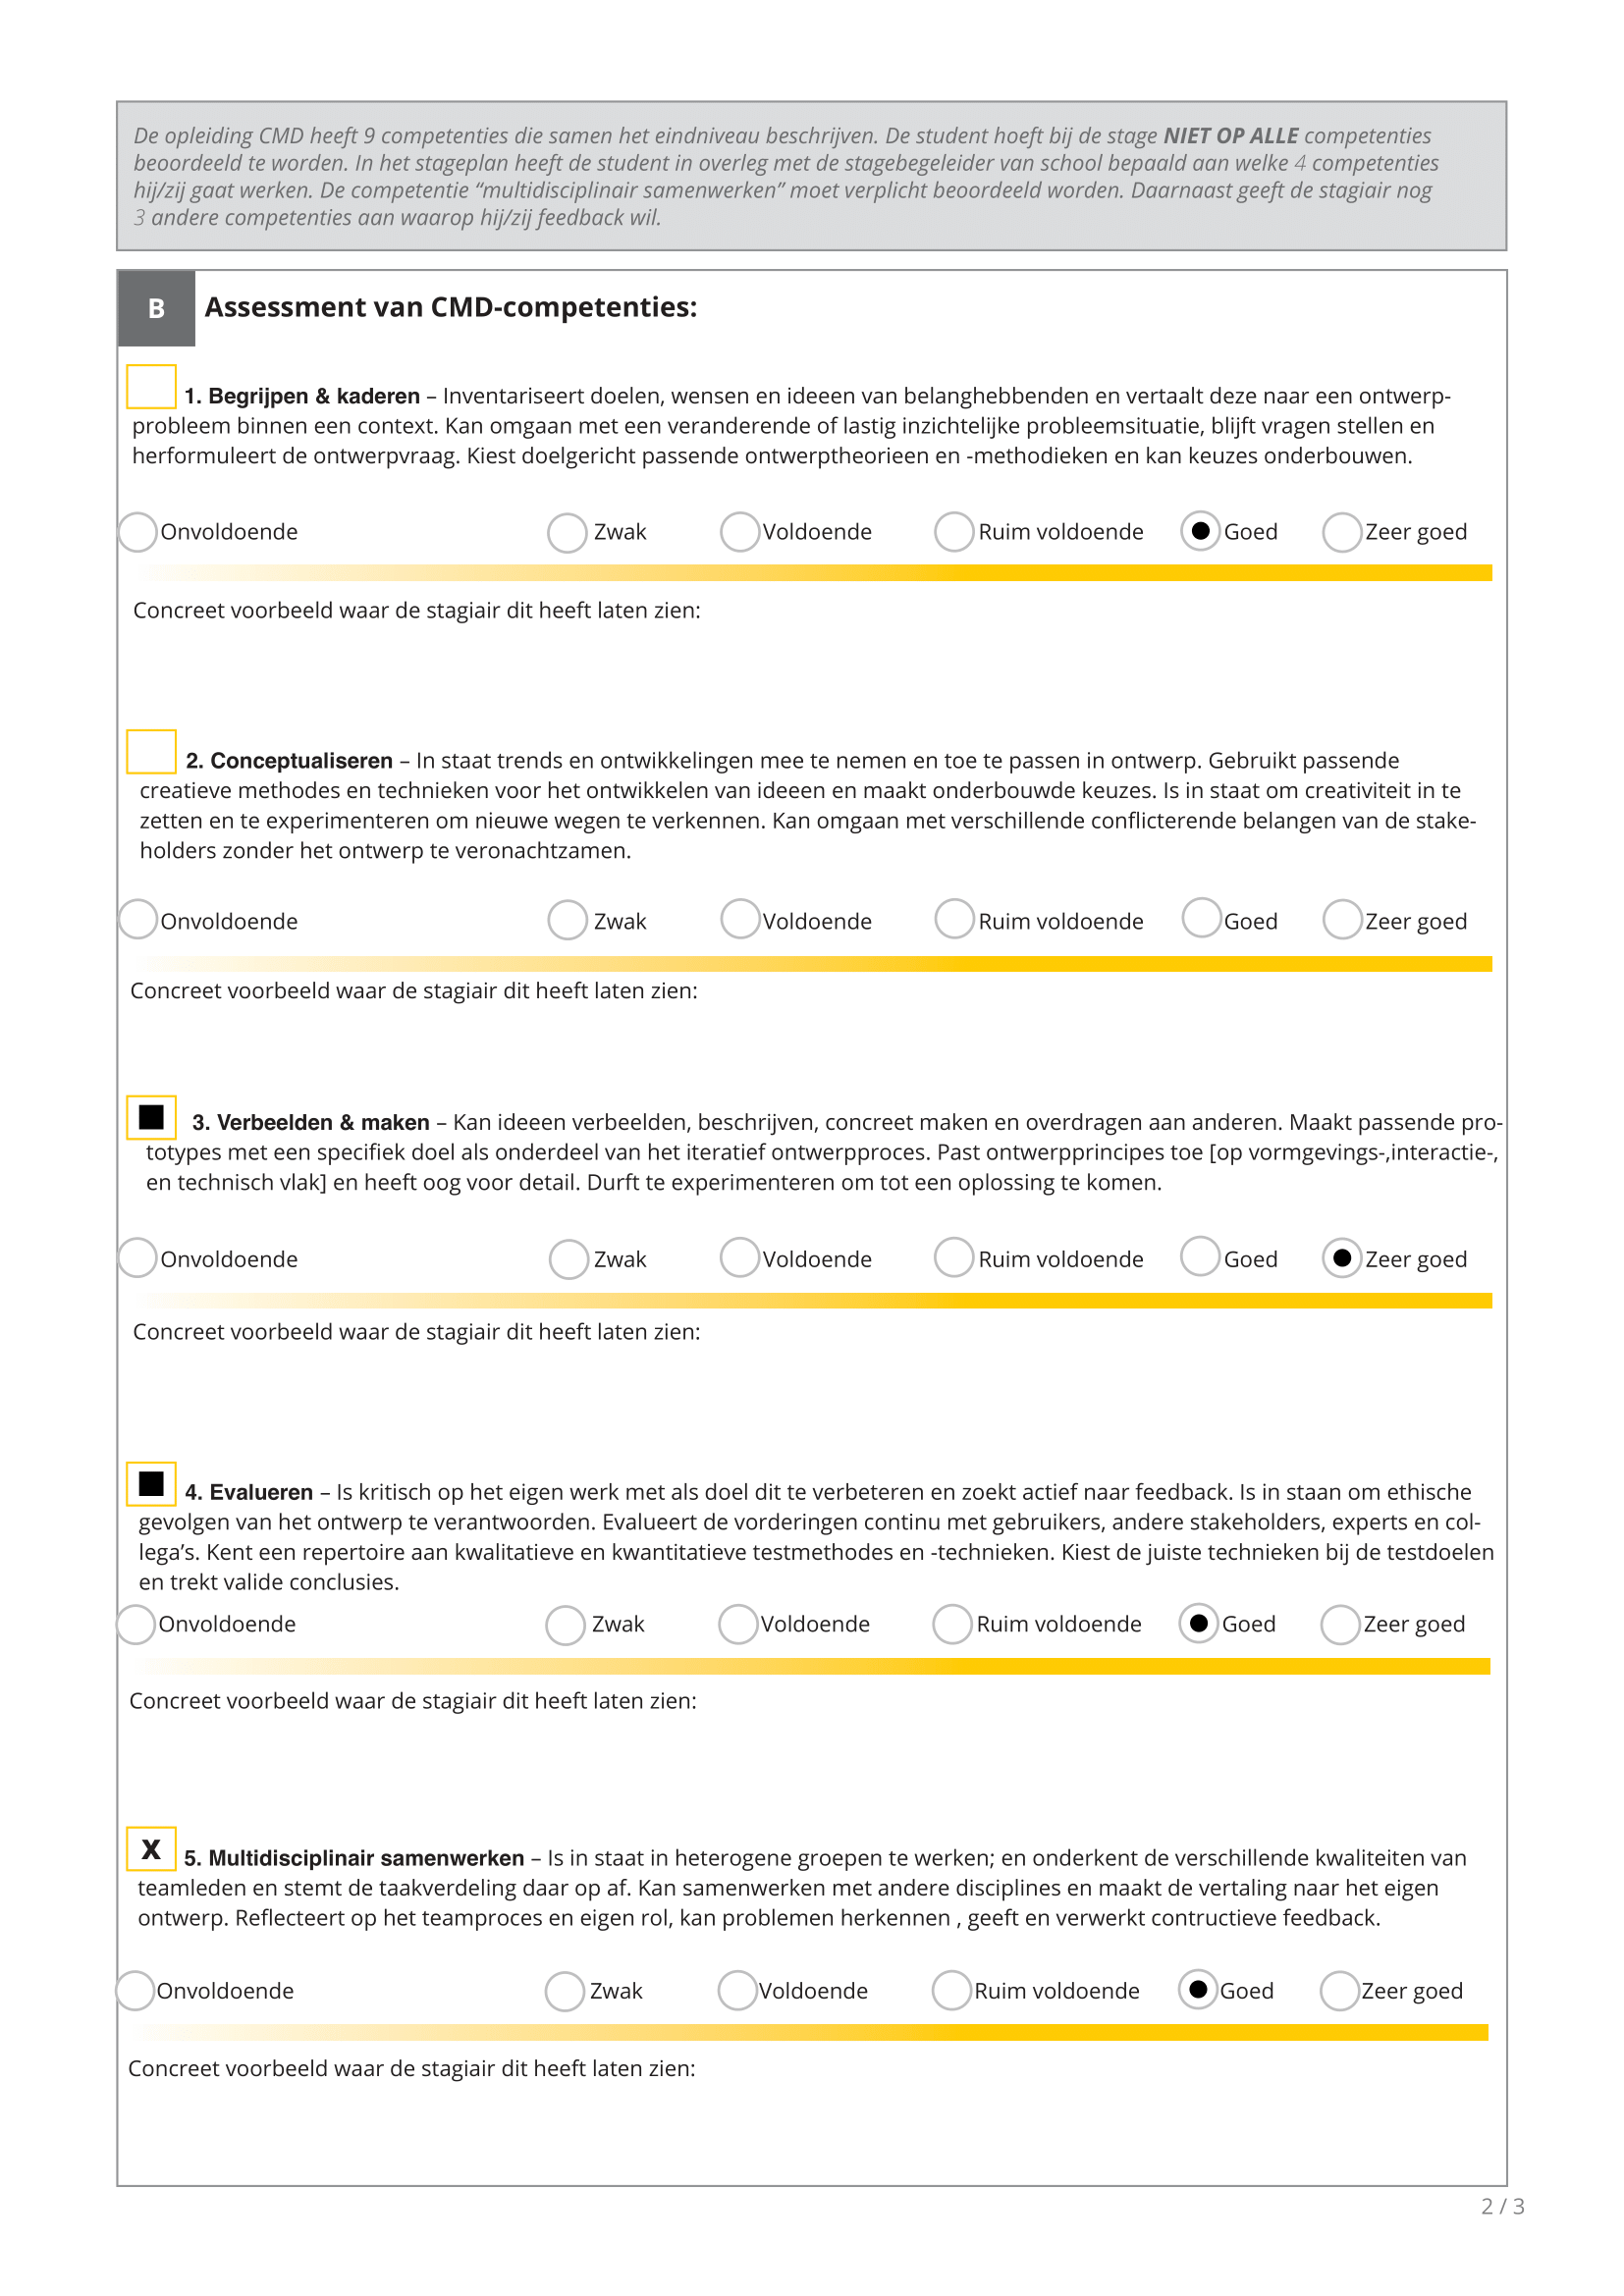 De opleiding CMD heeft 9 competenties die samen het eindniveau beschrijven. De student hoeft bij de stage NIET OP ALLE competenties
beoordeeld te worden. In het stageplan heeft de student in overleg met de stagebegeleider van school bepaald aan welke 4 competenties
hij/zij gaat werken. De competentie “multidisciplinair samenwerken” moet verplicht beoordeeld worden. Daarnaast geeft de stagiair nog
3 andere competenties aan waarop hij/zij feedback wil.
B Assessment van CMD-competenties:
1. Begrijpen & kaderen – Inventariseert doelen, wensen en ideeen van belanghebbenden en vertaalt deze naar een ontwerp-
probleem binnen een context. Kan omgaan met een veranderende of lastig inzichtelijke probleemsituatie, blijft vragen stellen en
herformuleert de ontwerpvraag. Kiest doelgericht passende ontwerptheorieen en -methodieken en kan keuzes onderbouwen.
Onvoldoende Zwak Voldoende Ruim voldoende Goed Zeer goed
Concreet voorbeeld waar de stagiair dit heeft laten zien:
2. Conceptualiseren – In staat trends en ontwikkelingen mee te nemen en toe te passen in ontwerp. Gebruikt passende
creatieve methodes en technieken voor het ontwikkelen van ideeen en maakt onderbouwde keuzes. Is in staat om creativiteit in te
zetten en te experimenteren om nieuwe wegen te verkennen. Kan omgaan met verschillende conflicterende belangen van de stake-
holders zonder het ontwerp te veronachtzamen.
Onvoldoende Zwak Voldoende Ruim voldoende Goed Zeer goed
Concreet voorbeeld waar de stagiair dit heeft laten zien:
3. Verbeelden & maken – Kan ideeen verbeelden, beschrijven, concreet maken en overdragen aan anderen. Maakt passende pro-
totypes met een specifiek doel als onderdeel van het iteratief ontwerpproces. Past ontwerpprincipes toe [op vormgevings-,interactie-,
en technisch vlak] en heeft oog voor detail. Durft te experimenteren om tot een oplossing te komen.
Onvoldoende Zwak Voldoende Ruim voldoende Goed Zeer goed
Concreet voorbeeld waar de stagiair dit heeft laten zien:
4. Evalueren – Is kritisch op het eigen werk met als doel dit te verbeteren en zoekt actief naar feedback. Is in staan om ethische
gevolgen van het ontwerp te verantwoorden. Evalueert de vorderingen continu met gebruikers, andere stakeholders, experts en col-
lega’s. Kent een repertoire aan kwalitatieve en kwantitatieve testmethodes en -technieken. Kiest de juiste technieken bij de testdoelen
en trekt valide conclusies.
Onvoldoende Zwak Voldoende Ruim voldoende Goed Zeer goed
Concreet voorbeeld waar de stagiair dit heeft laten zien:
x 5. Multidisciplinair samenwerken – Is in staat in heterogene groepen te werken; en onderkent de verschillende kwaliteiten van
teamleden en stemt de taakverdeling daar op af. Kan samenwerken met andere disciplines en maakt de vertaling naar het eigen
ontwerp. Reflecteert op het teamproces en eigen rol, kan problemen herkennen , geeft en verwerkt contructieve feedback.
Onvoldoende Zwak Voldoende Ruim voldoende Goed Zeer goed
Concreet voorbeeld waar de stagiair dit heeft laten zien:
2 / 3